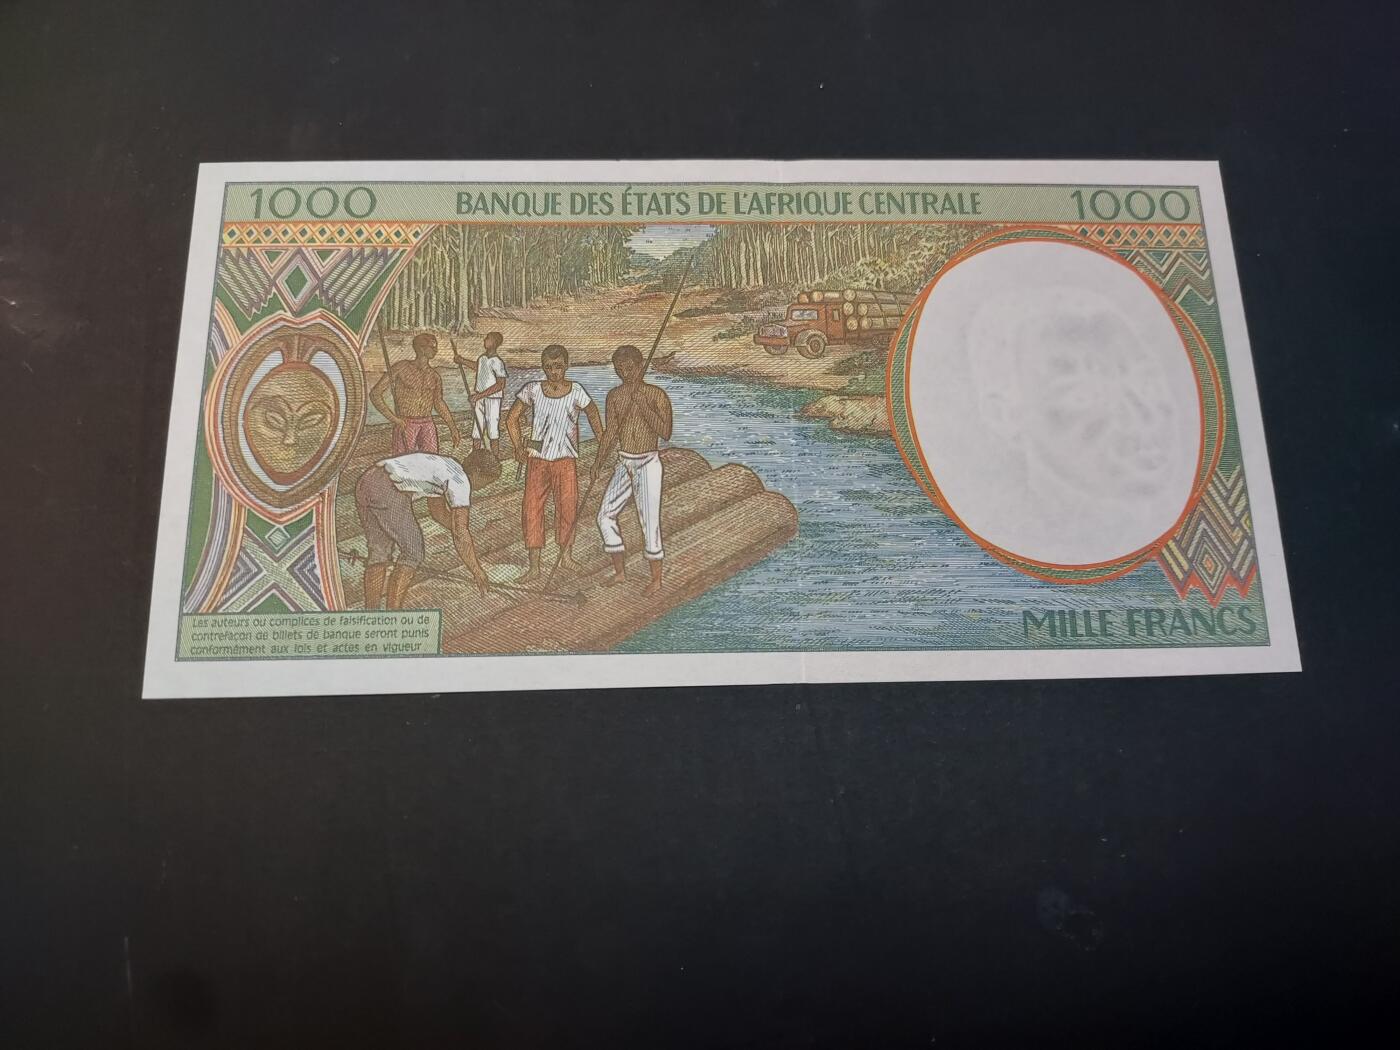 1000 BANQUE DES ÉTATS DE L'AFRIQUE CENTRALE 1000
Les auteurs ou complices de falsification ou de
contrefaçon de billets de banque seront punis
conformément aux lois et actes en vigueur
MILLE FRANCS